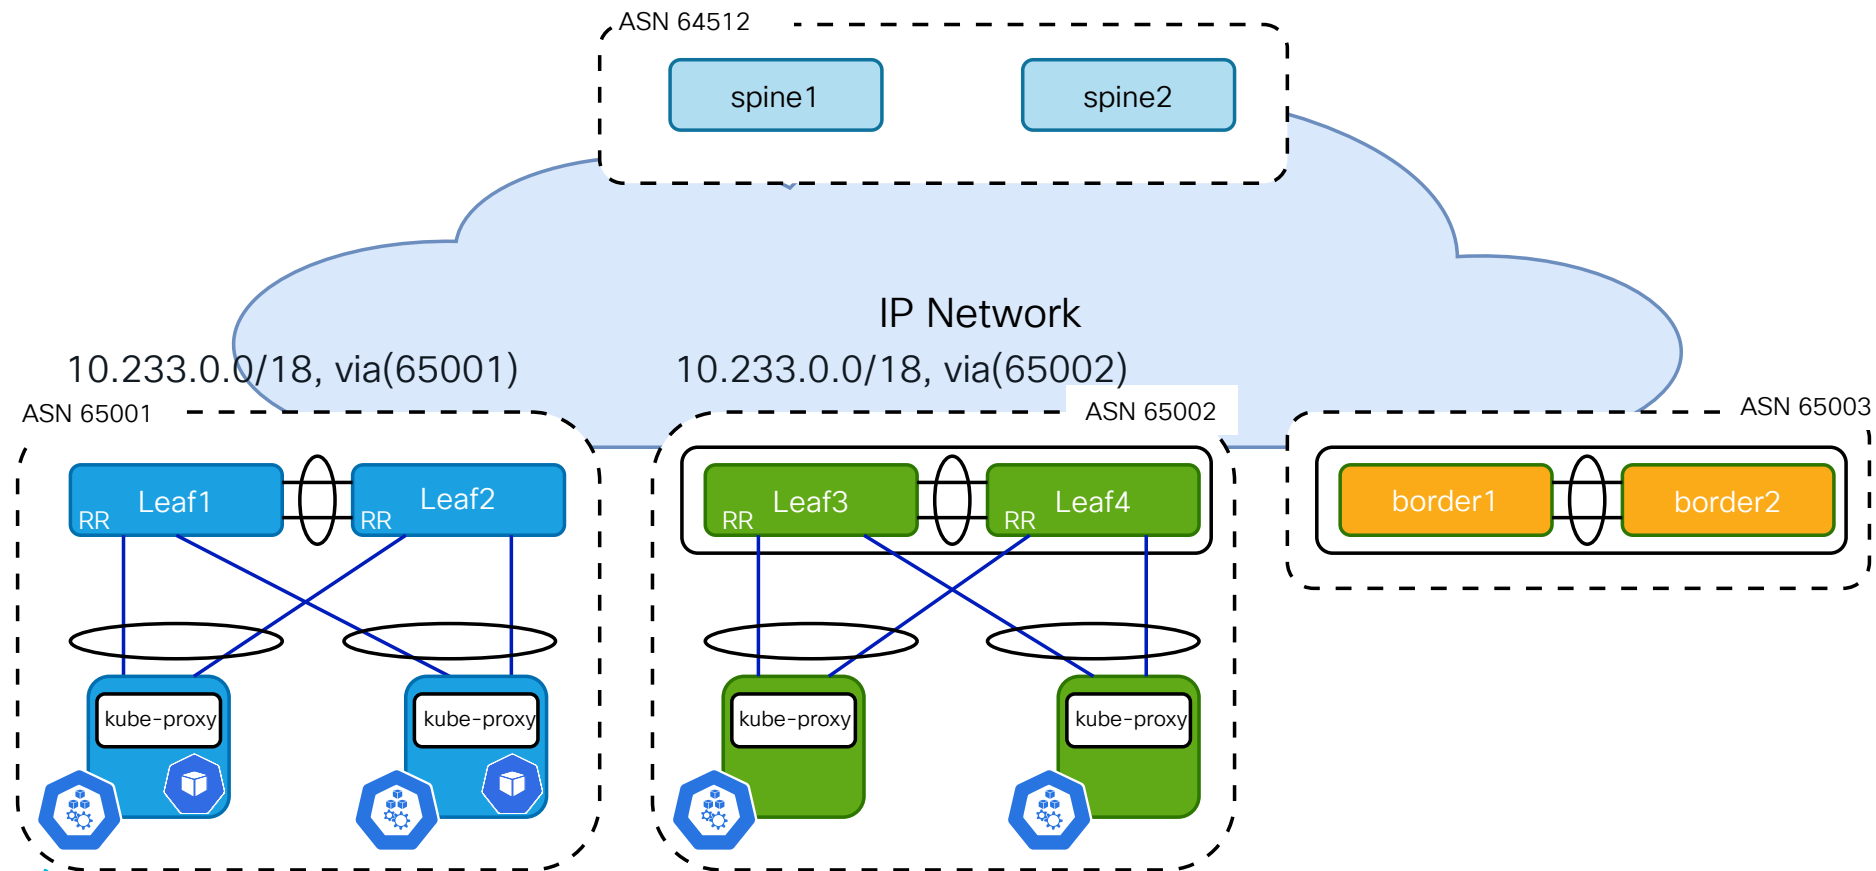 ASN 64512
spine1
spine2
IP Network
10.233.0.0/18, via(65001)
10.233.0.0/18, via(65002)
ASN 65001
ASN 65002
ASN 65003
Leaf1
RR
Leaf2
RR
Leaf3
RR
Leaf4
RR
border1
border2
kube-proxy
kube-proxy
kube-proxy
kube-proxy